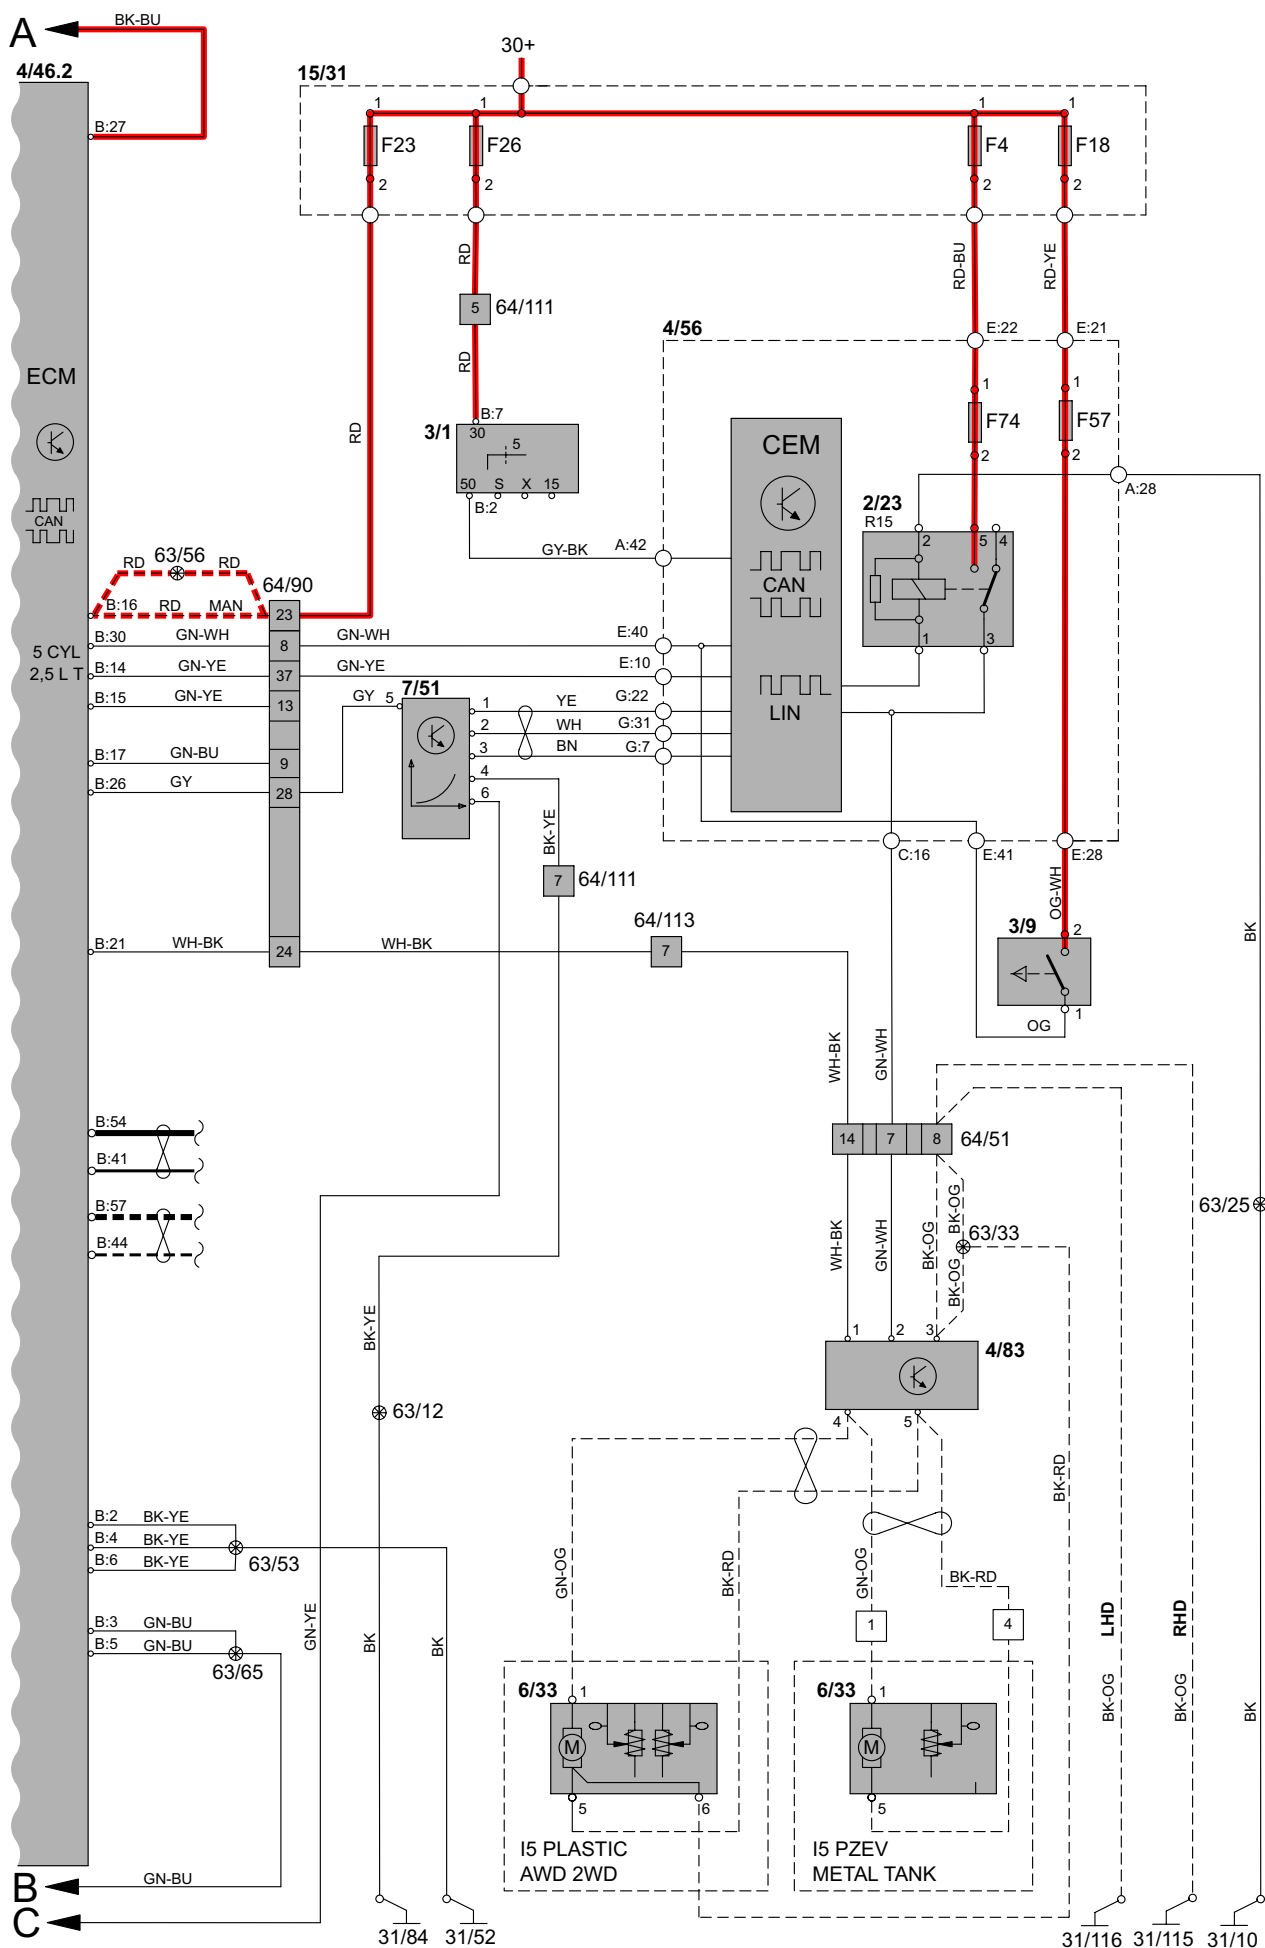 A
BK-BU
30+
4/46.2
15/31
B:27
1 1 1 1
F23 F26 F4 F18
2 2 2 2
RD RD-BU RD-YE
5 64/111
RD
4/56
E:22 E:21
ECM
1 1
F74 F57
2 2
3/1
B:7
30
5
50 S X 15
B:2
RD
CEM
A:28
CAN
2/23
R15
2 5 4
GY-BK
A:42
CAN
63/56
RD RD
64/90
B:16 RD MAN 23
5 CYL
2,5 L T
B:30 GN-WH 8 GN-WH E:40
1 3
B:14 GN-YE 37 GN-YE E:10
7/51
B:15 GN-YE 13 GY 5
1 YE G:22
LIN
2 WH G:31
3 BN G:7
B:17 GN-BU 9
4
B:26 GY 28
6
BK-YE
C:16 E:41 E:28
7 64/111
OG-WH
64/113
3/9
2
BK
B:21 WH-BK 24 WH-BK 7
1
OG
WH-BK GN-WH
B:54
14 7 8 64/51
B:41
B:57
BK-OG
63/25
WH-BK GN-WH BK-OG
63/33
B:44
BK-OG
BK-YE
1 2 3
4/83
63/12
4 5
BK-RD
B:2 BK-YE
B:4 BK-YE
B:6 BK-YE
63/53
GN-OG BK-RD GN-OG
BK-RD
1 4
LHD RHD
GN-YE
B:3 GN-BU
B:5 GN-BU
BK BK
63/65
6/33 1
6/33 1
BK-OG BK-OG BK
M M
5 6
5
I5 PLASTIC
AWD 2WD
I5 PZEV
METAL TANK
B GN-BU
C
31/84 31/52
31/116 31/115 31/10